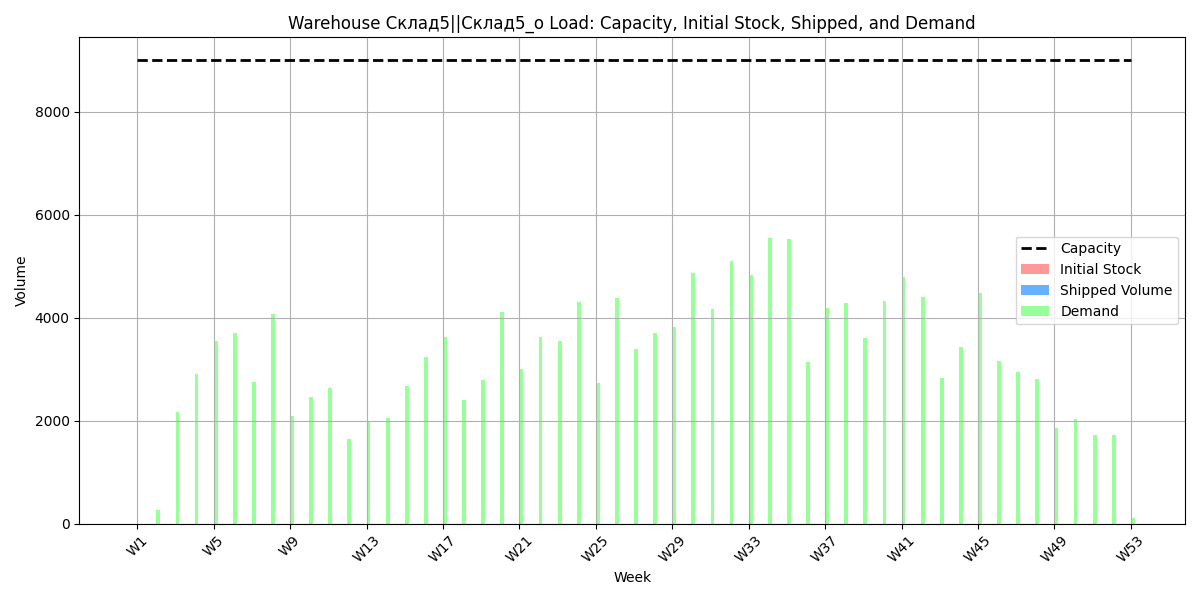 Warehouse Склад5||Склад5_о Load: Capacity, Initial Stock, Shipped, and Demand
Volume
8000
6000
4000
2000
0
Capacity
Initial Stock
Shipped Volume
Demand
W1 W5 W9 W13 W17 W21 W25 W29 W33 W37 W41 W45 W49 W53
Week